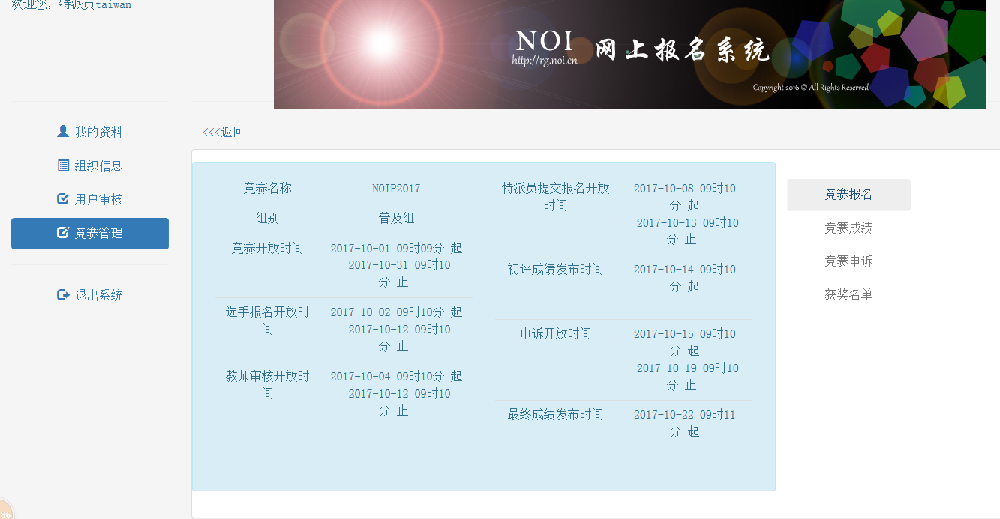 欢迎您，特派员taiwan
NOI 网上报名系统
http://rg.noi.cn
Copyright 2016 © All Rights Reserved
我的资料
组织信息
用户审核
竞赛管理
退出系统
<<<返回
竞赛名称 NOIP2017
组别 普及组
竞赛开放时间 2017-10-01 09时09分 起
2017-10-31 09时10
分 止
选手报名开放时 2017-10-02 09时10分 起
间 2017-10-12 09时10
分 止
教师审核开放时 2017-10-04 09时10分 起
间 2017-10-12 09时10
分 止
特派员提交报名开放 2017-10-08 09时10
时间 分 起
2017-10-13 09时10
分 止
初评成绩发布时间 2017-10-14 09时10
分 起
申诉开放时间 2017-10-15 09时10
分 起
2017-10-19 09时10
分 止
最终成绩发布时间 2017-10-22 09时11
分 起
竞赛报名
竞赛成绩
竞赛申诉
获奖名单
86